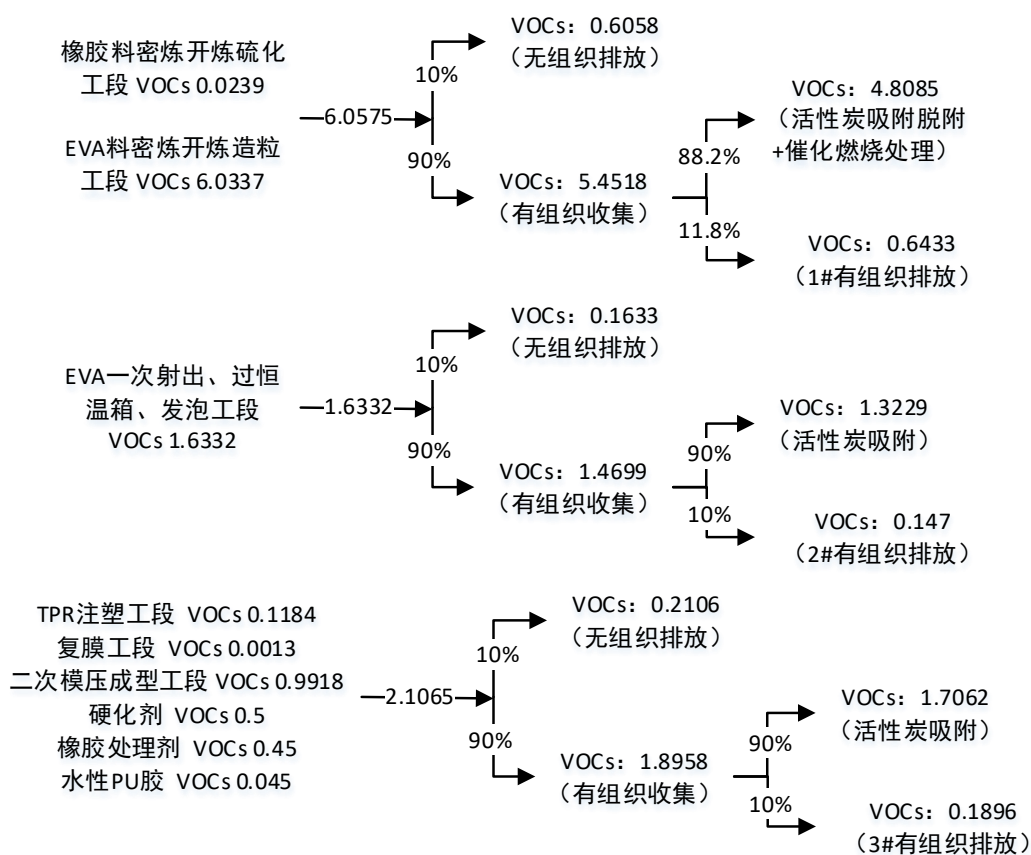 橡胶料密炼开炼硫化
工段 VOCs 0.0239
EVA料密炼开炼造粒
工段 VOCs 6.0337
6.0575
10%
90%
VOCs：0.6058
（无组织排放）
VOCs：5.4518
（有组织收集）
88.2%
11.8%
VOCs：4.8085
（活性炭吸附脱附
+催化燃烧处理）
VOCs：0.6433
（1#有组织排放）
EVA一次射出、过恒
温箱、发泡工段
VOCs 1.6332
1.6332
10%
90%
VOCs：0.1633
（无组织排放）
VOCs：1.4699
（有组织收集）
90%
10%
VOCs：1.3229
（活性炭吸附）
VOCs：0.147
（2#有组织排放）
TPR注塑工段 VOCs 0.1184
复膜工段 VOCs 0.0013
二次模压成型工段 VOCs 0.9918
硬化剂 VOCs 0.5
橡胶处理剂 VOCs 0.45
水性PU胶 VOCs 0.045
2.1065
10%
90%
VOCs：0.2106
（无组织排放）
VOCs：1.8958
（有组织收集）
90%
10%
VOCs：1.7062
（活性炭吸附）
VOCs：0.1896
（3#有组织排放）